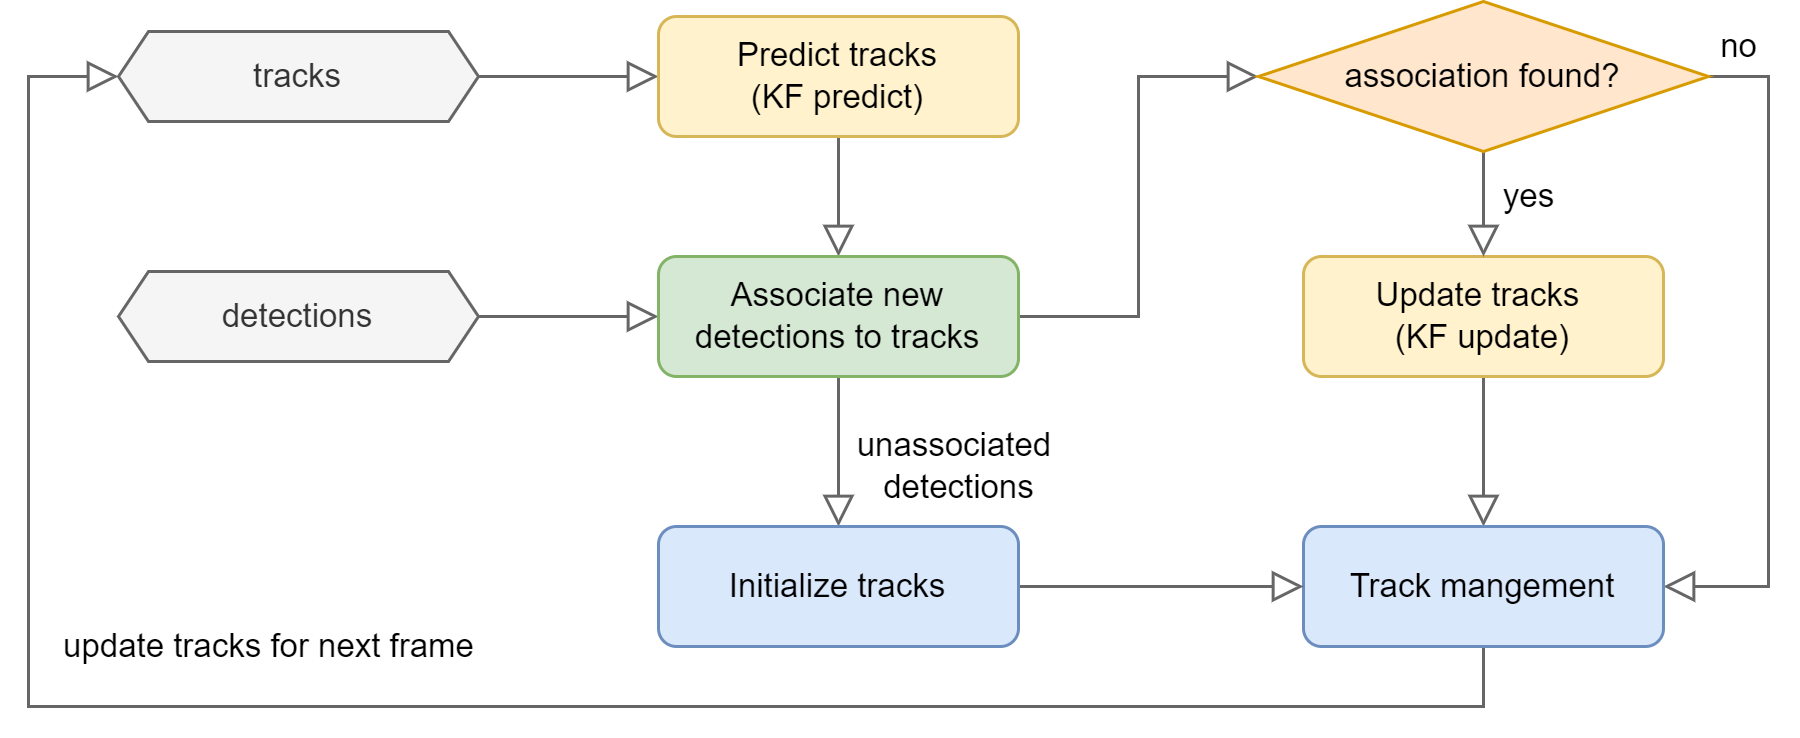 tracks
Predict tracks
(KF predict)
association found?
no
yes
detections
Associate new
detections to tracks
Update tracks
(KF update)
unassociated
detections
Initialize tracks
Track mangement
update tracks for next frame